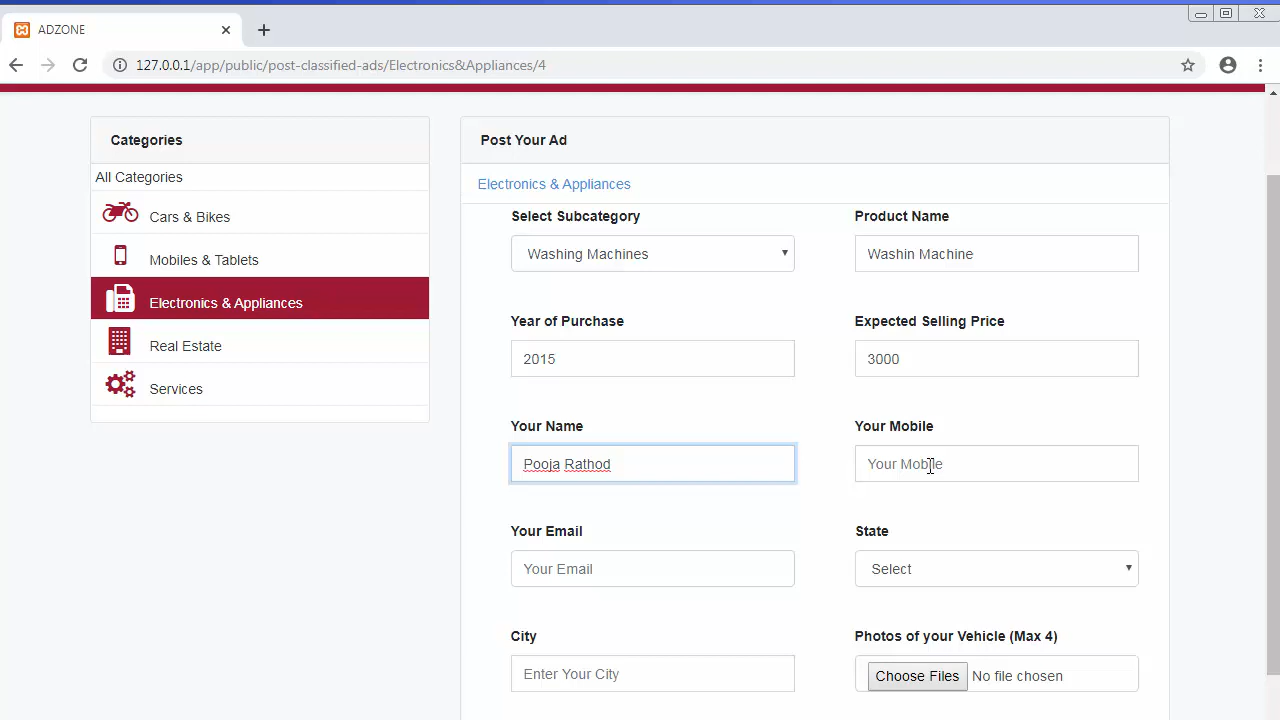 ADZONE
127.0.0.1/app/public/post-classified-ads/Electronics&Appliances/4
Categories
All Categories
Cars & Bikes
Mobiles & Tablets
Electronics & Appliances
Real Estate
Services
Post Your Ad
Electronics & Appliances
Select Subcategory
Product Name
Washing Machines
Washin Machine
Year of Purchase
Expected Selling Price
2015
3000
Your Name
Your Mobile
Pooja Rathod
Your Mobile
Your Email
State
Your Email
Select
City
Photos of your Vehicle (Max 4)
Enter Your City
Choose Files No file chosen